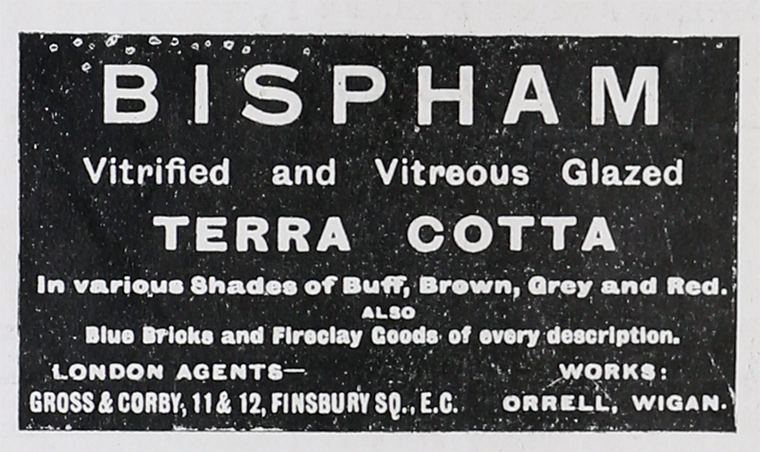 BISPHAM
Vitrified and Vitreous Glazed
TERRA COTTA
In various Shades of Buff, Brown, Grey and Red.
ALSO
Blue Bricks and Fireclay Goods of every description.
LONDON AGENTS—
WORKS:
GROSS & CORBY, 11 & 12, FINSBURY SQ., E.C.
ORRELL, WIGAN.